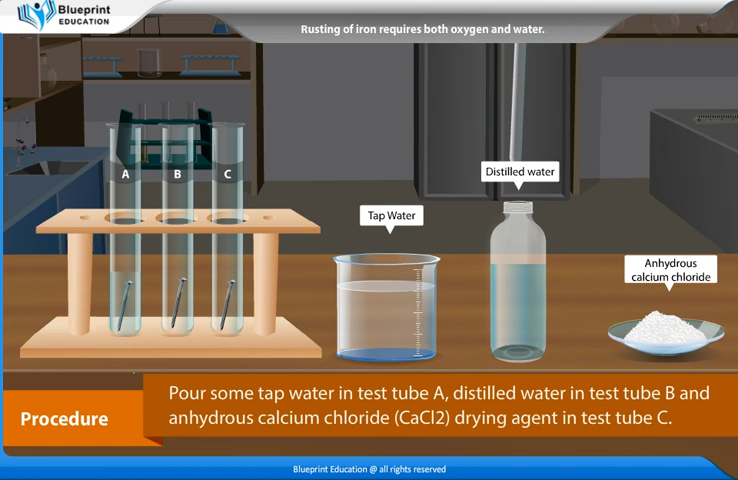 Blueprint
EDUCATION
Rusting of iron requires both oxygen and water.
A B C
Tap Water
Distilled water
Anhydrous
calcium chloride
Procedure
Pour some tap water in test tube A, distilled water in test tube B and
anhydrous calcium chloride (CaCl2) drying agent in test tube C.
Blueprint Education @ all rights reserved